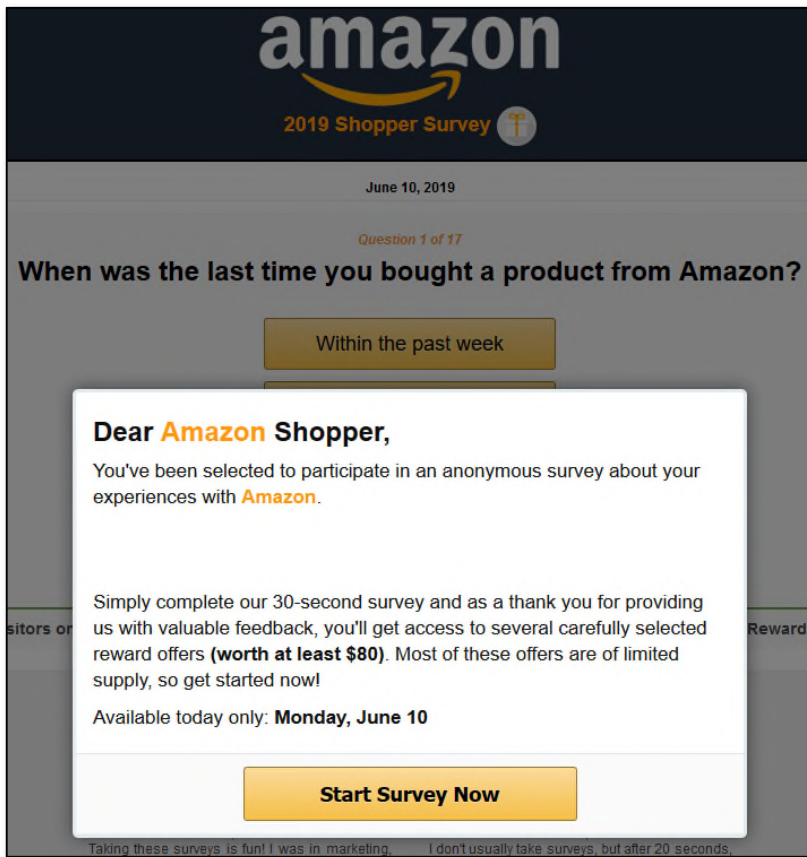 amazon
2019 Shopper Survey
June 10, 2019
Question 1 of 17
When was the last time you bought a product from Amazon?
Within the past week
Dear Amazon Shopper,
You've been selected to participate in an anonymous survey about your
experiences with Amazon.
Simply complete our 30-second survey and as a thank you for providing
us with valuable feedback, you'll get access to several carefully selected
reward offers (worth at least $80). Most of these offers are of limited
supply, so get started now!
Available today only: Monday, June 10
Start Survey Now
sitors or
Reward
Taking these surveys is fun! I was in marketing,
I don't usually take surveys, but after 20 seconds,